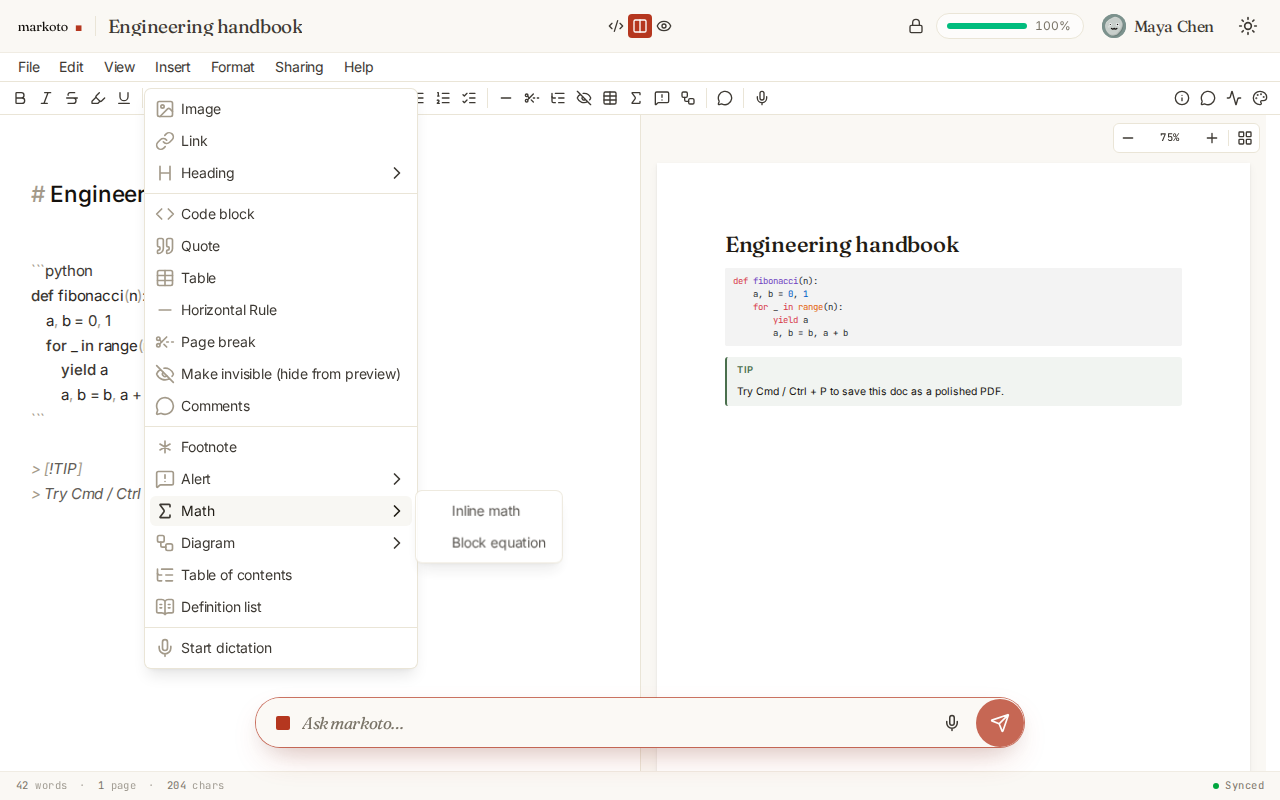 markoto
Engineering handbook
100%
Maya Chen
File Edit View Insert Format Sharing Help
75%
# Engineer
```python
def fibonacci(n):
a, b = 0, 1
for _ in range(
yield a
a, b = b, a +
```
> [!TIP]
> Try Cmd / Ctrl
Image
Link
Heading
Code block
Quote
Table
Horizontal Rule
Page break
Make invisible (hide from preview)
Comments
Footnote
Alert
Math
Diagram
Table of contents
Definition list
Start dictation
Inline math
Block equation
Engineering handbook
def fibonacci(n):
a, b = 0, 1
for _ in range(n):
yield a
a, b = b, a + b
TIP
Try Cmd / Ctrl + P to save this doc as a polished PDF.
Ask markoto...
42 words · 1 page · 204 chars
Synced